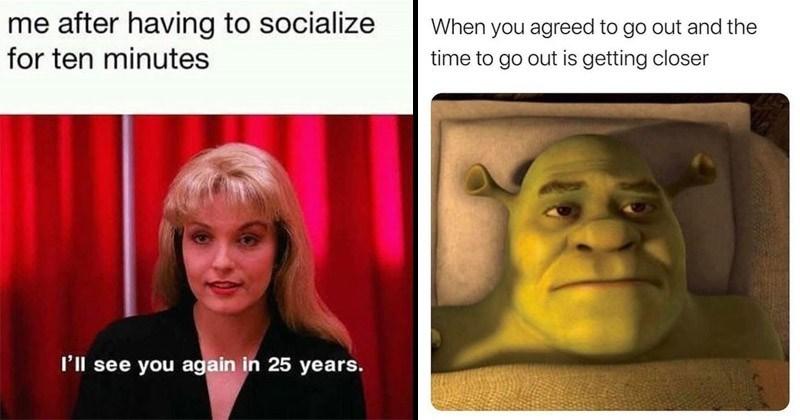 me after having to socialize
for ten minutes
I'll see you again in 25 years.
When you agreed to go out and the
time to go out is getting closer